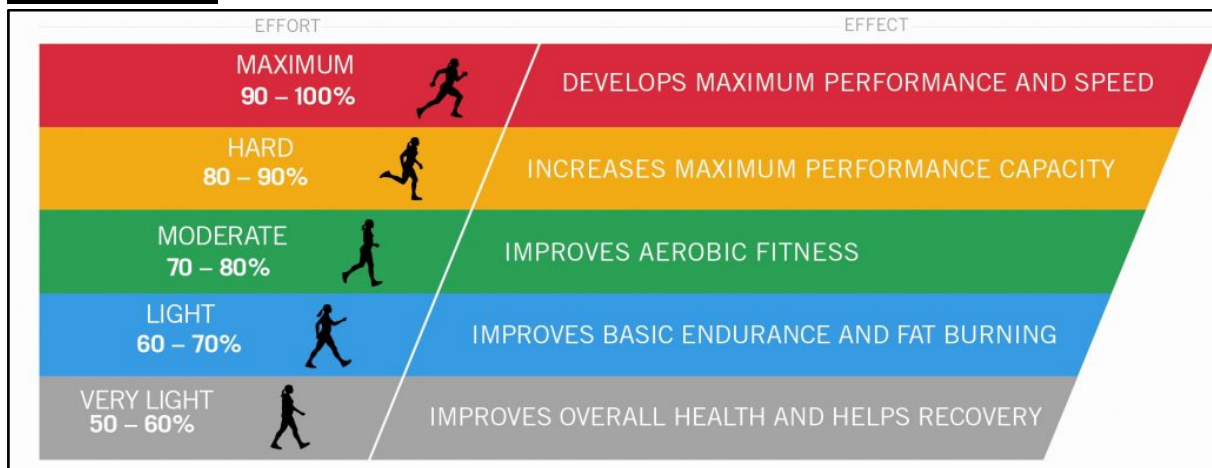 EFFORT EFFECT
MAXIMUM
90 – 100%
DEVELOPS MAXIMUM PERFORMANCE AND SPEED
HARD
80 – 90%
INCREASES MAXIMUM PERFORMANCE CAPACITY
MODERATE
70 – 80%
IMPROVES AEROBIC FITNESS
LIGHT
60 – 70%
IMPROVES BASIC ENDURANCE AND FAT BURNING
VERY LIGHT
50 – 60%
IMPROVES OVERALL HEALTH AND HELPS RECOVERY